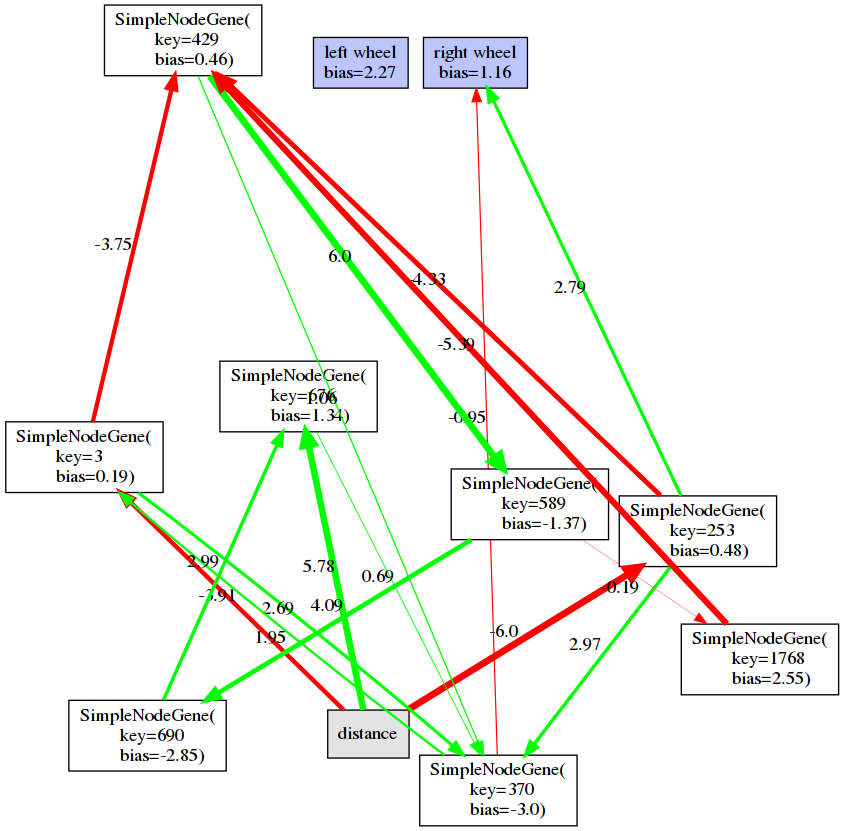 SimpleNodeGene(
key=429
bias=0.46)
left wheel
bias=2.27
right wheel
bias=1.16
-3.75
6.0
-4.33
2.79
-5.39
SimpleNodeGene(
key=676
1.06
bias=1.34)
-0.95
SimpleNodeGene(
key=3
bias=0.19)
SimpleNodeGene(
key=589
bias=-1.37)
SimpleNodeGene(
key=253
bias=0.48)
2.99
5.78
0.69
-0.19
-3.91
2.69
4.09
1.95
-6.0
2.97
SimpleNodeGene(
key=1768
bias=2.55)
SimpleNodeGene(
key=690
bias=-2.85)
distance
SimpleNodeGene(
key=370
bias=-3.0)